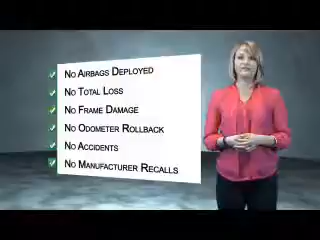 No Airbags Deployed
No Total Loss
No Frame Damage
No Odometer Rollback
No Accidents
No Manufacturer Recalls